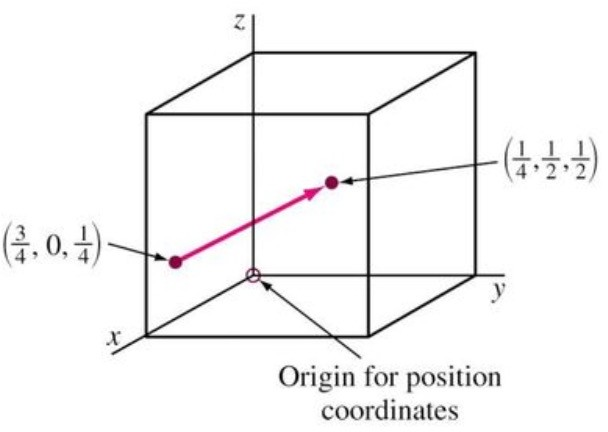 z
(1/4, 1/2, 1/2)
(3/4, 0, 1/4)
y
x
Origin for position
coordinates